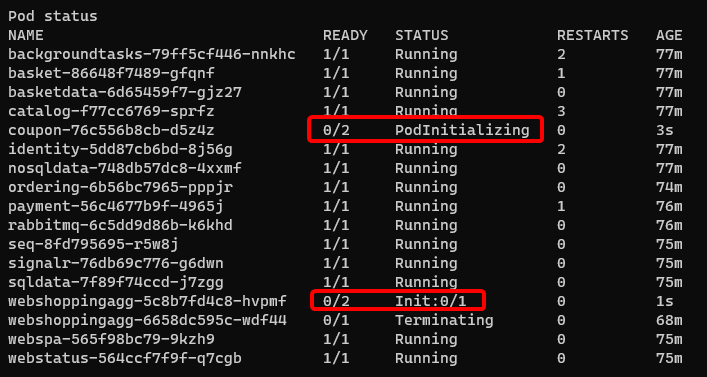 Pod status
NAME READY STATUS RESTARTS AGE
backgroundtasks-79ff5cf446-nnkhc 1/1 Running 2 77m
basket-86648f7489-gfqnf 1/1 Running 1 77m
basketdata-6d65459f7-gjz27 1/1 Running 0 77m
catalog-f77cc6769-sprfz 1/1 Running 3 77m
coupon-76c556b8cb-d5z4z 0/2 PodInitializing 0 3s
identity-5dd87cb6bd-8j56g 1/1 Running 2 77m
nosqldata-748db57dc8-4xxmf 1/1 Running 0 77m
ordering-6b56bc7965-pppjr 1/1 Running 0 74m
payment-56c4677b9f-4965j 1/1 Running 1 76m
rabbitmq-6c5dd9d86b-k6khd 1/1 Running 0 76m
seq-8fd795695-r5w8j 1/1 Running 0 75m
signalr-76db69c776-g6dwn 1/1 Running 0 75m
sqldata-7f89f74ccd-j7zgg 1/1 Running 0 75m
webshoppingagg-5c8b7fd4c8-hvpmf 0/2 Init:0/1 0 1s
webshoppingagg-6658dc595c-wdf44 0/1 Terminating 0 68m
webspa-565f98bc79-9kzh9 1/1 Running 0 75m
webstatus-564ccf7f9f-q7cgb 1/1 Running 0 75m